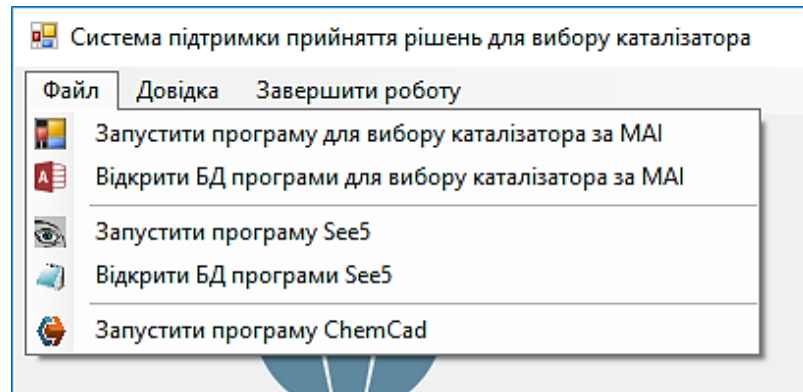 Система підтримки прийняття рішень для вибору каталізатора
Файл Довідка Завершити роботу
Запустити програму для вибору каталізатора за МАІ
Відкрити БД програми для вибору каталізатора за МАІ
Запустити програму See5
Відкрити БД програми See5
Запустити програму ChemCad